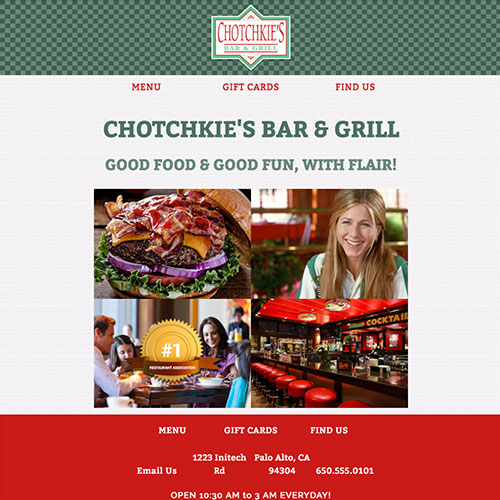 CHOTCHKIE'S
BAR & GRILL
MENU GIFT CARDS FIND US
CHOTCHKIE'S BAR & GRILL
GOOD FOOD & GOOD FUN, WITH FLAIR!
#1
RESTAURANT ASSOCIATION
COCKTAIL
MENU GIFT CARDS FIND US
1223 Initech Palo Alto, CA
Email Us Rd 94304 650.555.0101
OPEN 10:30 AM to 3 AM EVERYDAY!